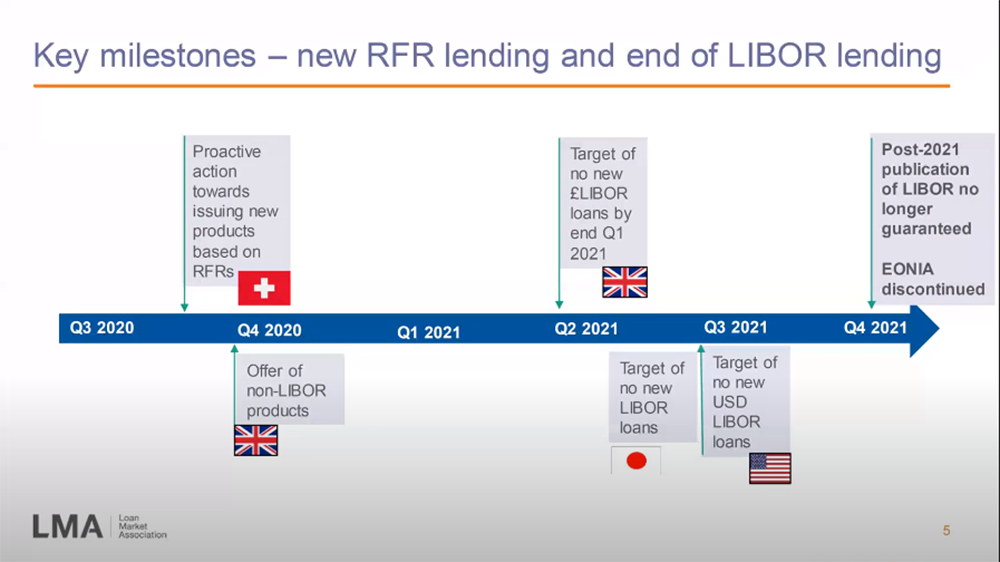 Key milestones – new RFR lending and end of LIBOR lending
Proactive
action
towards
issuing new
products
based on
RFRs
Target of
no new
£LIBOR
loans by
end Q1
2021
Post-2021
publication
of LIBOR no
longer
guaranteed
EONIA
discontinued
Q3 2020
Q4 2020
Q1 2021
Q2 2021
Q3 2021
Q4 2021
Offer of
non-LIBOR
products
Target of
no new
LIBOR
loans
Target of
no new
USD
LIBOR
loans
LMA
Loan
Market
Association
5